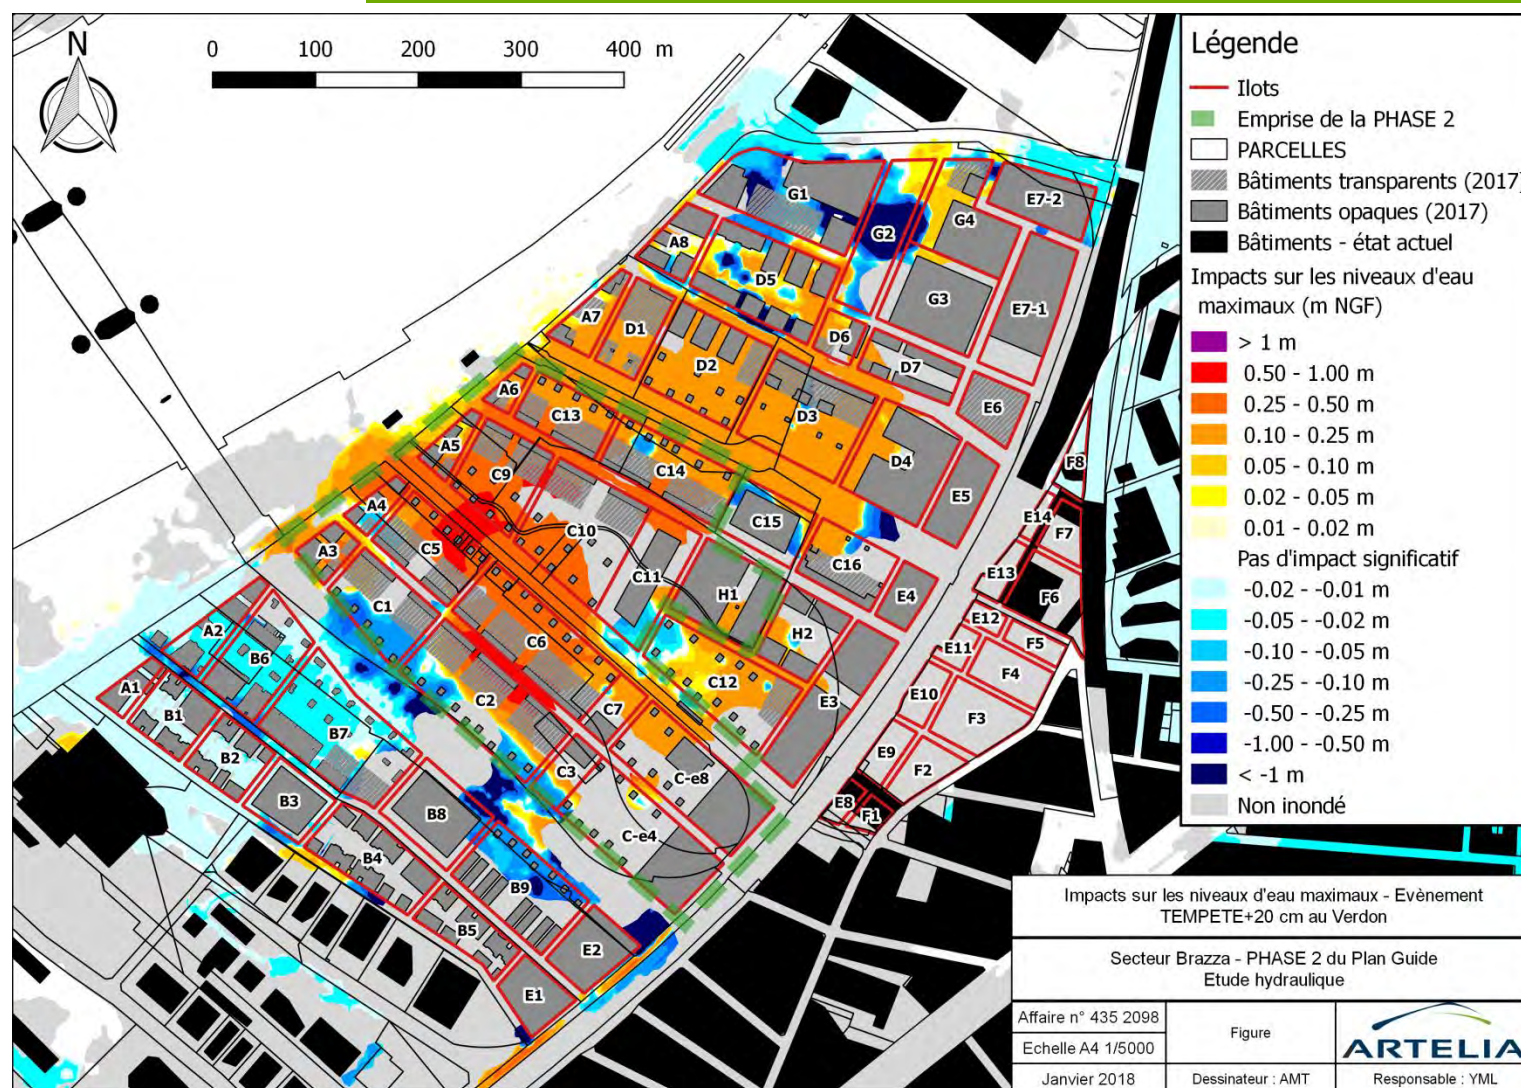 N
0 100 200 300 400 m
Légende
Ilots
Emprise de la PHASE 2
PARCELLES
Bâtiments transparents (2017)
Bâtiments opaques (2017)
Bâtiments - état actuel
Impacts sur les niveaux d'eau
maximaux (m NGF)
> 1 m
0.50 - 1.00 m
0.25 - 0.50 m
0.10 - 0.25 m
0.05 - 0.10 m
0.02 - 0.05 m
0.01 - 0.02 m
Pas d'impact significatif
-0.02 - -0.01 m
-0.05 - -0.02 m
-0.10 - -0.05 m
-0.25 - -0.10 m
-0.50 - -0.25 m
-1.00 - -0.50 m
< -1 m
Non inondé
G1
E7-2
G4
G2
A8
D5
G3
E7-1
A7
D1
D6
D2
D7
A6
E6
C13
D3
A5
D4
F8
C9
C14
E5
A4
C15
E14
F7
C10
C5
A3
C16
E13
C11
H1
E4
F6
C1
E12
A2
H2
F5
B6
C6
E11
F4
A1
C12
E10
B1
C2
C7
E3
F3
B7
B2
E9
C3
C-e8
F2
B3
B8
E8
F1
C-e4
B4
B9
B5
E2
E1
Impacts sur les niveaux d'eau maximaux - Evènement
TEMPETE+20 cm au Verdon
Secteur Brazza - PHASE 2 du Plan Guide
Etude hydraulique
Affaire n° 435 2098
Figure
Echelle A4 1/5000
ARTELIA
Janvier 2018
Dessinateur : AMT
Responsable : YML